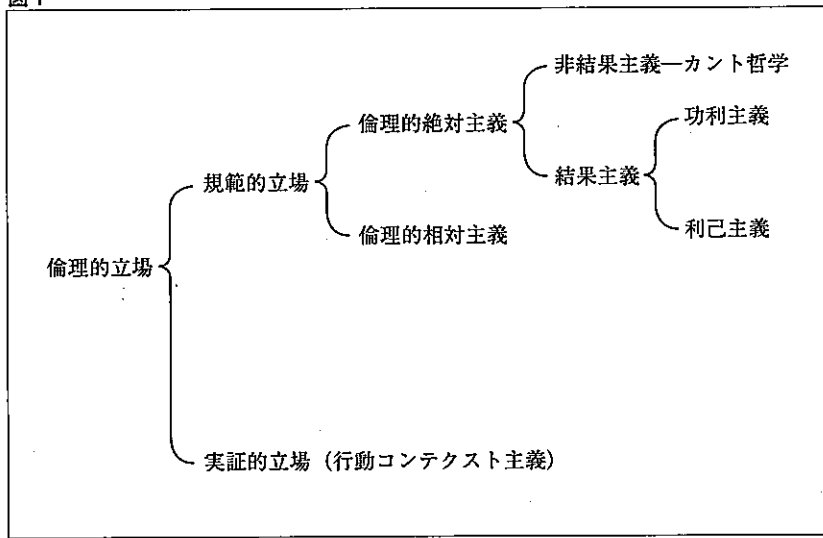 図1
非結果主義―カント哲学
倫理的絶対主義
功利主義
規範的立場
結果主義
倫理的相対主義
利己主義
倫理的立場
実証的立場（行動コンテクスト主義）